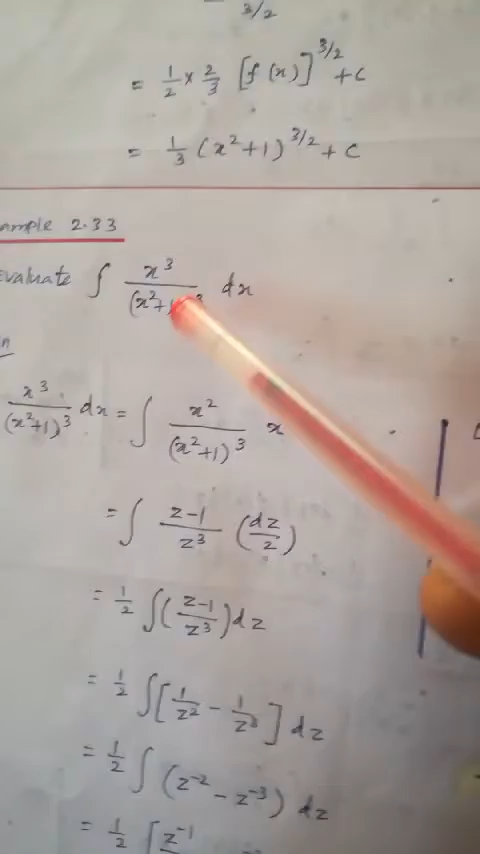 3/2
= 1/2 × 2/3 [f(x)]^3/2 + c
= 1/3 (x²+1)^3/2 + c
ample 2.33
valuate ∫ x³/(x²+1)³ dx
n
x³/(x²+1)³ dx = ∫ x²/(x²+1)³ x
= ∫ z-1/z³ (dz/2)
= 1/2 ∫(z-1/z³)dz
= 1/2 ∫[1/z² - 1/z³] dz
= 1/2 ∫ (z⁻² - z⁻³) dz
= 1/2 [z⁻¹